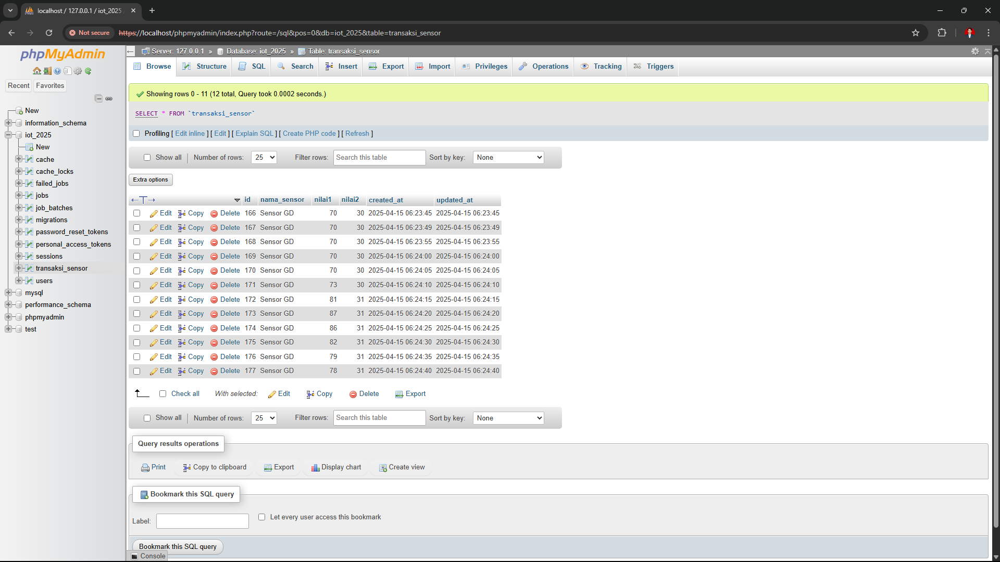 localhost / 127.0.0.1 / iot_2025
Not secure https://localhost/phpmyadmin/index.php?route=/sql&pos=0&db=iot_2025&table=transaksi_sensor
phpMyAdmin
Recent Favorites
New
information_schema
iot_2025
New
cache
cache_locks
failed_jobs
jobs
job_batches
migrations
password_reset_tokens
personal_access_tokens
sessions
transaksi_sensor
users
mysql
performance_schema
phpmyadmin
test
Server: 127.0.0.1 » Database: iot_2025 » Table: transaksi_sensor
Browse Structure SQL Search Insert Export Import Privileges Operations Tracking Triggers
Showing rows 0 - 11 (12 total, Query took 0.0002 seconds.)
SELECT * FROM `transaksi_sensor`
Profiling [ Edit inline ] [ Edit ] [ Explain SQL ] [ Create PHP code ] [ Refresh ]
Show all Number of rows: 25 Filter rows: Search this table Sort by key: None
Extra options
id nama_sensor nilai1 nilai2 created_at updated_at
Edit Copy Delete 166 Sensor GD 70 30 2025-04-15 06:23:45 2025-04-15 06:23:45
Edit Copy Delete 167 Sensor GD 70 30 2025-04-15 06:23:49 2025-04-15 06:23:49
Edit Copy Delete 168 Sensor GD 70 30 2025-04-15 06:23:55 2025-04-15 06:23:55
Edit Copy Delete 169 Sensor GD 70 30 2025-04-15 06:24:00 2025-04-15 06:24:00
Edit Copy Delete 170 Sensor GD 70 30 2025-04-15 06:24:05 2025-04-15 06:24:05
Edit Copy Delete 171 Sensor GD 73 30 2025-04-15 06:24:10 2025-04-15 06:24:10
Edit Copy Delete 172 Sensor GD 81 31 2025-04-15 06:24:15 2025-04-15 06:24:15
Edit Copy Delete 173 Sensor GD 87 31 2025-04-15 06:24:20 2025-04-15 06:24:20
Edit Copy Delete 174 Sensor GD 86 31 2025-04-15 06:24:25 2025-04-15 06:24:25
Edit Copy Delete 175 Sensor GD 82 31 2025-04-15 06:24:30 2025-04-15 06:24:30
Edit Copy Delete 176 Sensor GD 79 31 2025-04-15 06:24:35 2025-04-15 06:24:35
Edit Copy Delete 177 Sensor GD 78 31 2025-04-15 06:24:40 2025-04-15 06:24:40
Check all With selected: Edit Copy Delete Export
Show all Number of rows: 25 Filter rows: Search this table Sort by key: None
Query results operations
Print Copy to clipboard Export Display chart Create view
Bookmark this SQL query
Label: Let every user access this bookmark
Bookmark this SQL query
Console